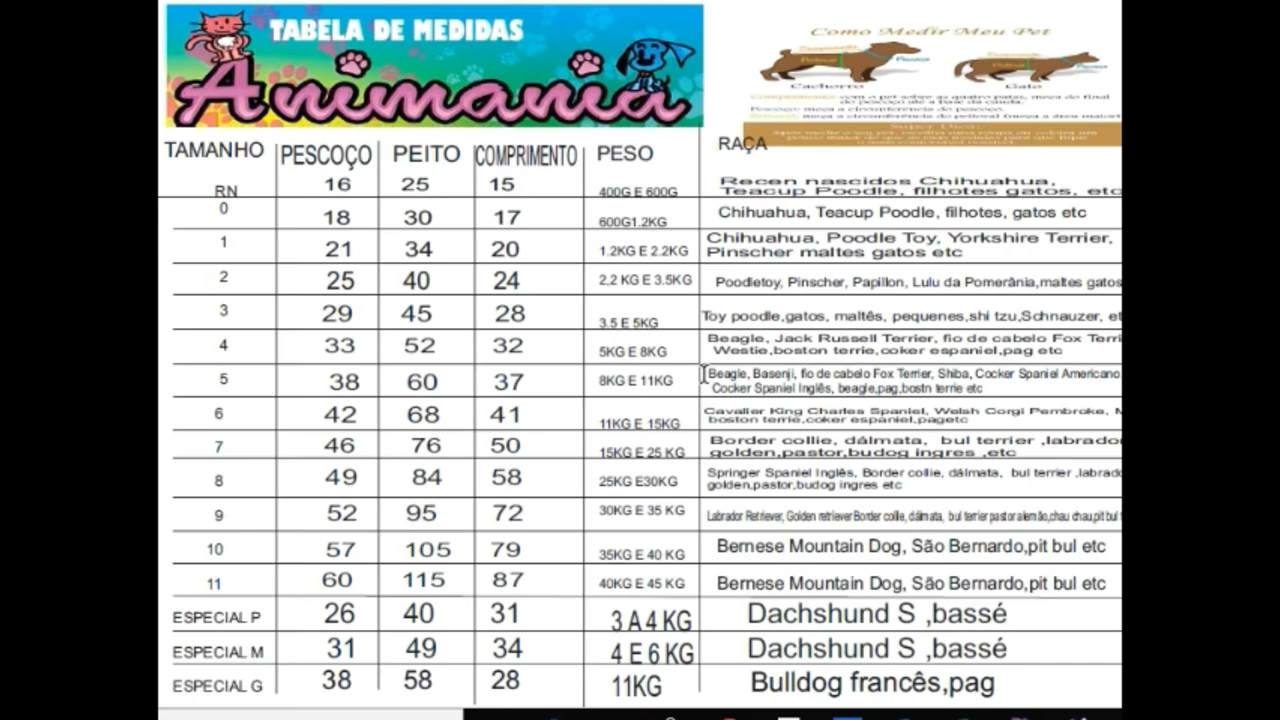 TABELA DE MEDIDAS
Animania
Como Medir Meu Pet
Cachorro Gato
TAMANHO PESCOÇO PEITO COMPRIMENTO PESO RAÇA
RN 16 25 15 400G E 600G Recen nascidos Chihuahua,
Teacup Poodle, filhotes gatos, etc
0 18 30 17 600G1.2KG Chihuahua, Teacup Poodle, filhotes, gatos etc
1 21 34 20 1.2KG E 2.2KG Chihuahua, Poodle Toy, Yorkshire Terrier,
Pinscher maltes gatos etc
2 25 40 24 2,2 KG E 3.5KG Poodletoy, Pinscher, Papillon, Lulu da Pomerânia,maltes gatos
3 29 45 28 3.5 E 5KG Toy poodle,gatos, maltês, pequenes,shi tzu,Schnauzer, et
4 33 52 32 5KG E 8KG Beagle, Jack Russell Terrier, fio de cabelo Fox Terri
Westie,boston terrie,coker espaniel,pag etc
5 38 60 37 8KG E 11KG Beagle, Basenji, fio de cabelo Fox Terrier, Shiba, Cocker Spaniel Americano
Cocker Spaniel Inglês, beagle,pag,bostn terrie etc
6 42 68 41 11KG E 15KG Cavalier King Charles Spaniel, Welsh Corgi Pembroke, M
boston terrie,coker espaniel,pagetc
7 46 76 50 15KG E 25 KG Border collie, dálmata, bul terrier ,labrado
golden,pastor,budog ingres ,etc
8 49 84 58 25KG E30KG Springer Spaniel Inglês, Border collie, dálmata, bul terrier ,labrado
golden,pastor,budog ingres etc
9 52 95 72 30KG E 35 KG Labrador Retriever, Golden retrieverBorder collie, dálmata, bul terrier pastor alemão,chau chau,pit bul
10 57 105 79 35KG E 40 KG Bernese Mountain Dog, São Bernardo,pit bul etc
11 60 115 87 40KG E 45 KG Bernese Mountain Dog, São Bernardo,pit bul etc
ESPECIAL P 26 40 31 3 A 4 KG Dachshund S ,bassé
ESPECIAL M 31 49 34 4 E 6 KG Dachshund S ,bassé
ESPECIAL G 38 58 28 11KG Bulldog francês,pag